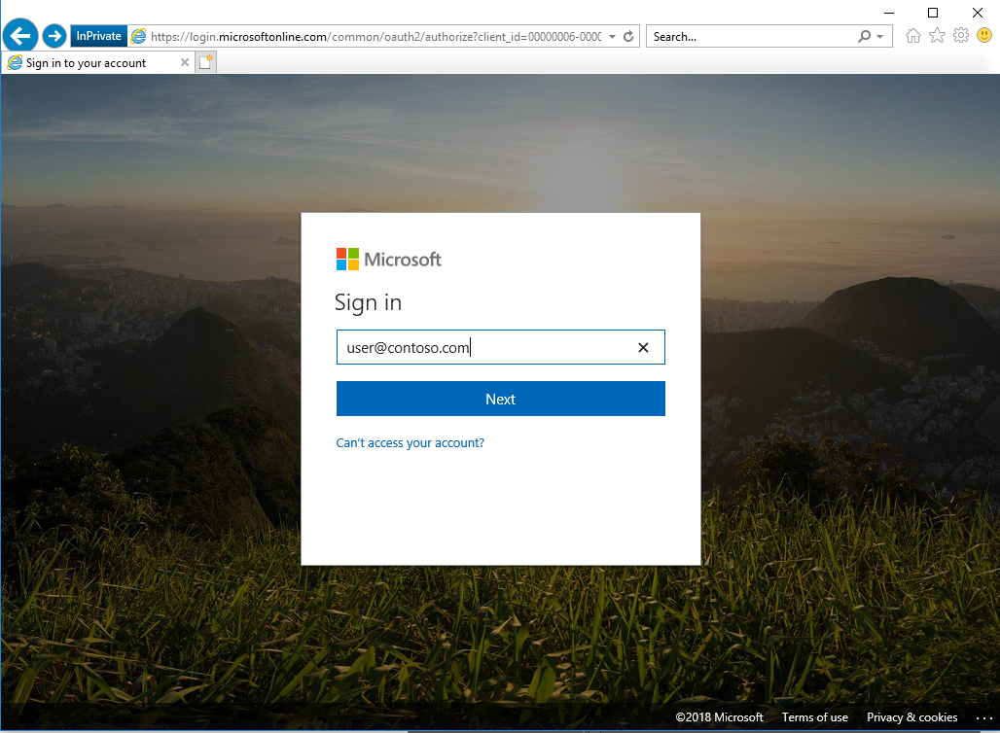 InPrivate
https://login.microsoftonline.com/common/oauth2/authorize?client_id=00000006-0000
Search...
Sign in to your account
Microsoft
Sign in
user@contoso.com
Next
Can't access your account?
©2018 Microsoft Terms of use Privacy & cookies ...